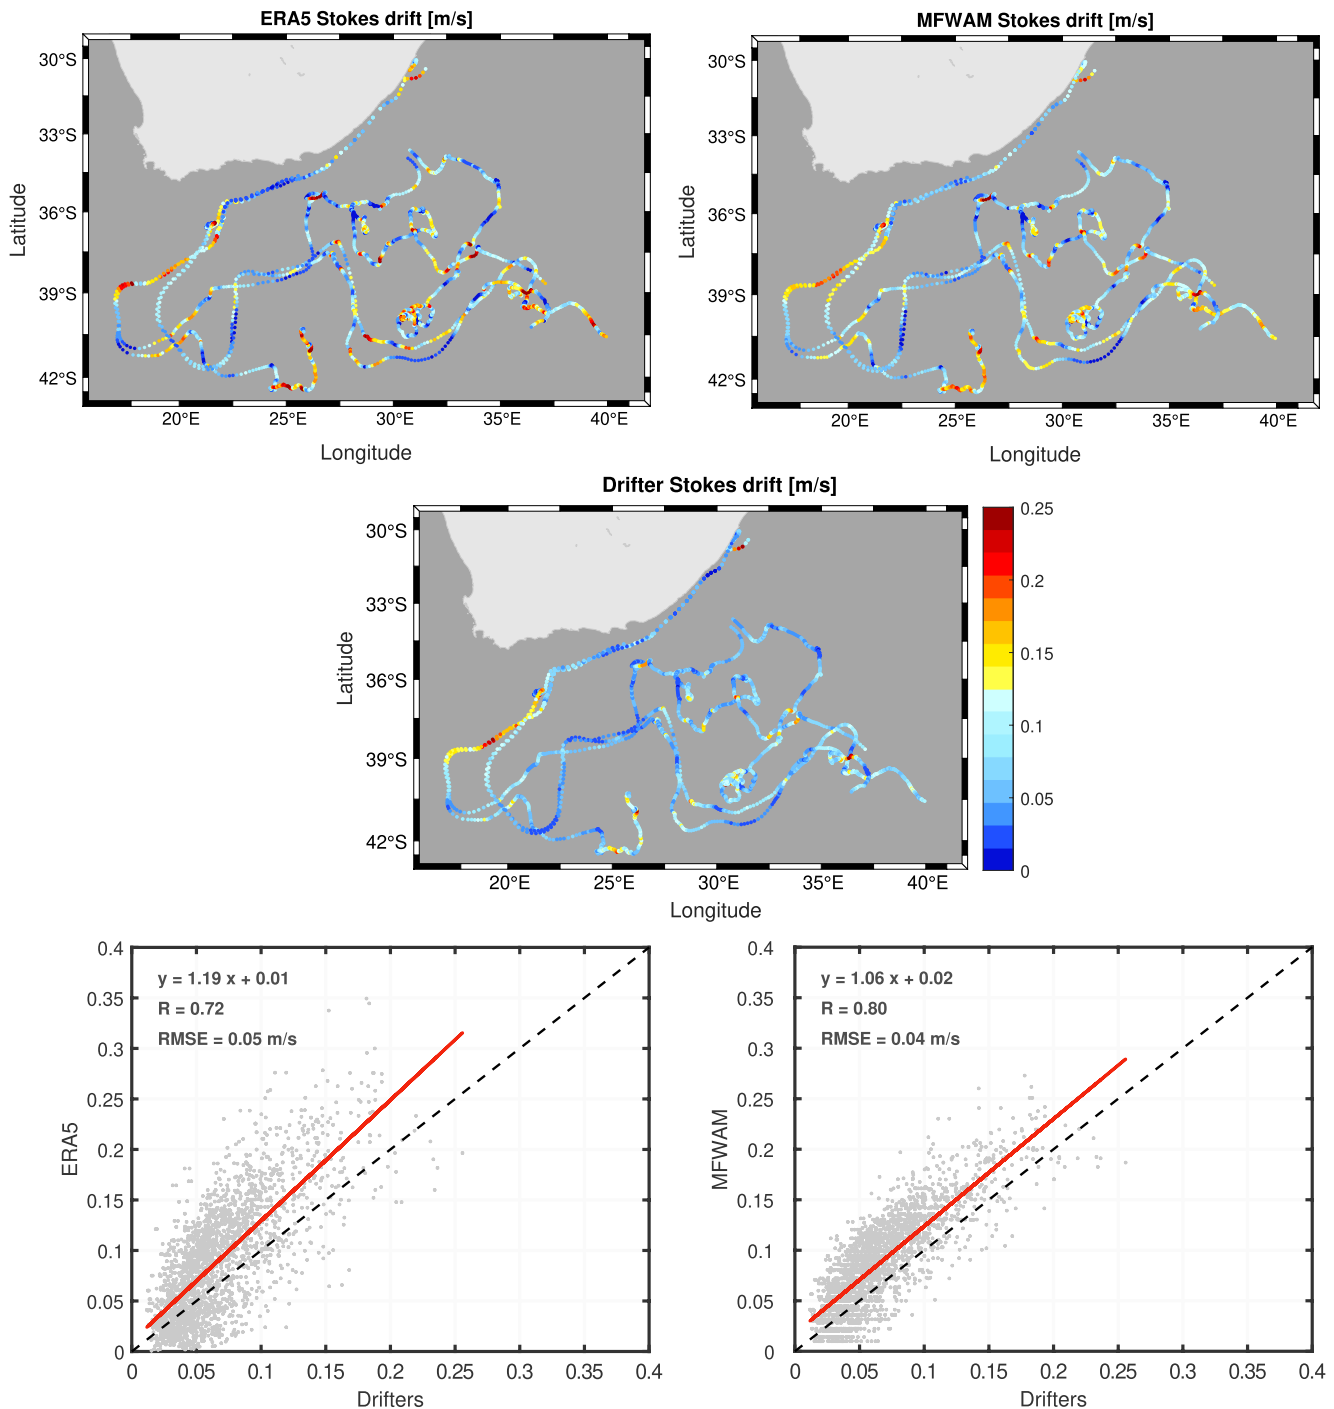 ERA5 Stokes drift [m/s]
30°S
33°S
36°S
39°S
42°S
Latitude
20°E 25°E 30°E 35°E 40°E
Longitude
MFWAM Stokes drift [m/s]
30°S
33°S
36°S
39°S
42°S
Latitude
20°E 25°E 30°E 35°E 40°E
Longitude
Drifter Stokes drift [m/s]
30°S
33°S
36°S
39°S
42°S
Latitude
20°E 25°E 30°E 35°E 40°E
Longitude
0.25
0.2
0.15
0.1
0.05
0
y = 1.19 x + 0.01
R = 0.72
RMSE = 0.05 m/s
0.4
0.35
0.3
0.25
0.2
0.15
0.1
0.05
0
ERA5
0 0.05 0.1 0.15 0.2 0.25 0.3 0.35 0.4
Drifters
y = 1.06 x + 0.02
R = 0.80
RMSE = 0.04 m/s
0.4
0.35
0.3
0.25
0.2
0.15
0.1
0.05
0
MFWAM
0 0.05 0.1 0.15 0.2 0.25 0.3 0.35 0.4
Drifters